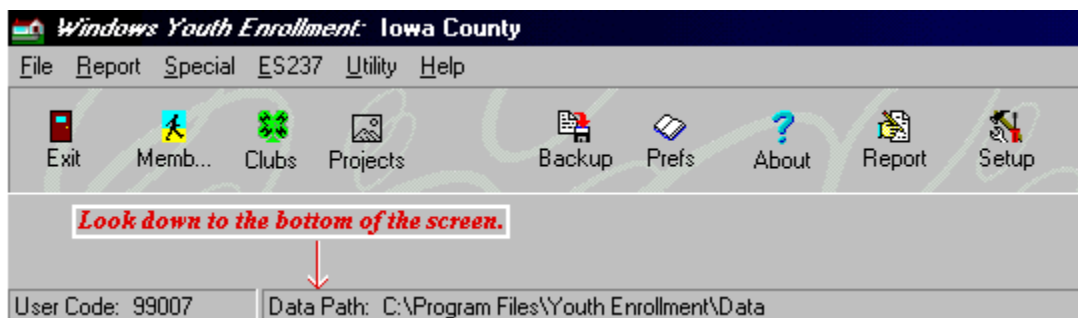 Windows Youth Enrollment: Iowa County
File Report Special ES237 Utility Help
Exit Memb... Clubs Projects Backup Prefs About Report Setup
Look down to the bottom of the screen.
User Code: 99007 Data Path: C:\Program Files\Youth Enrollment\Data